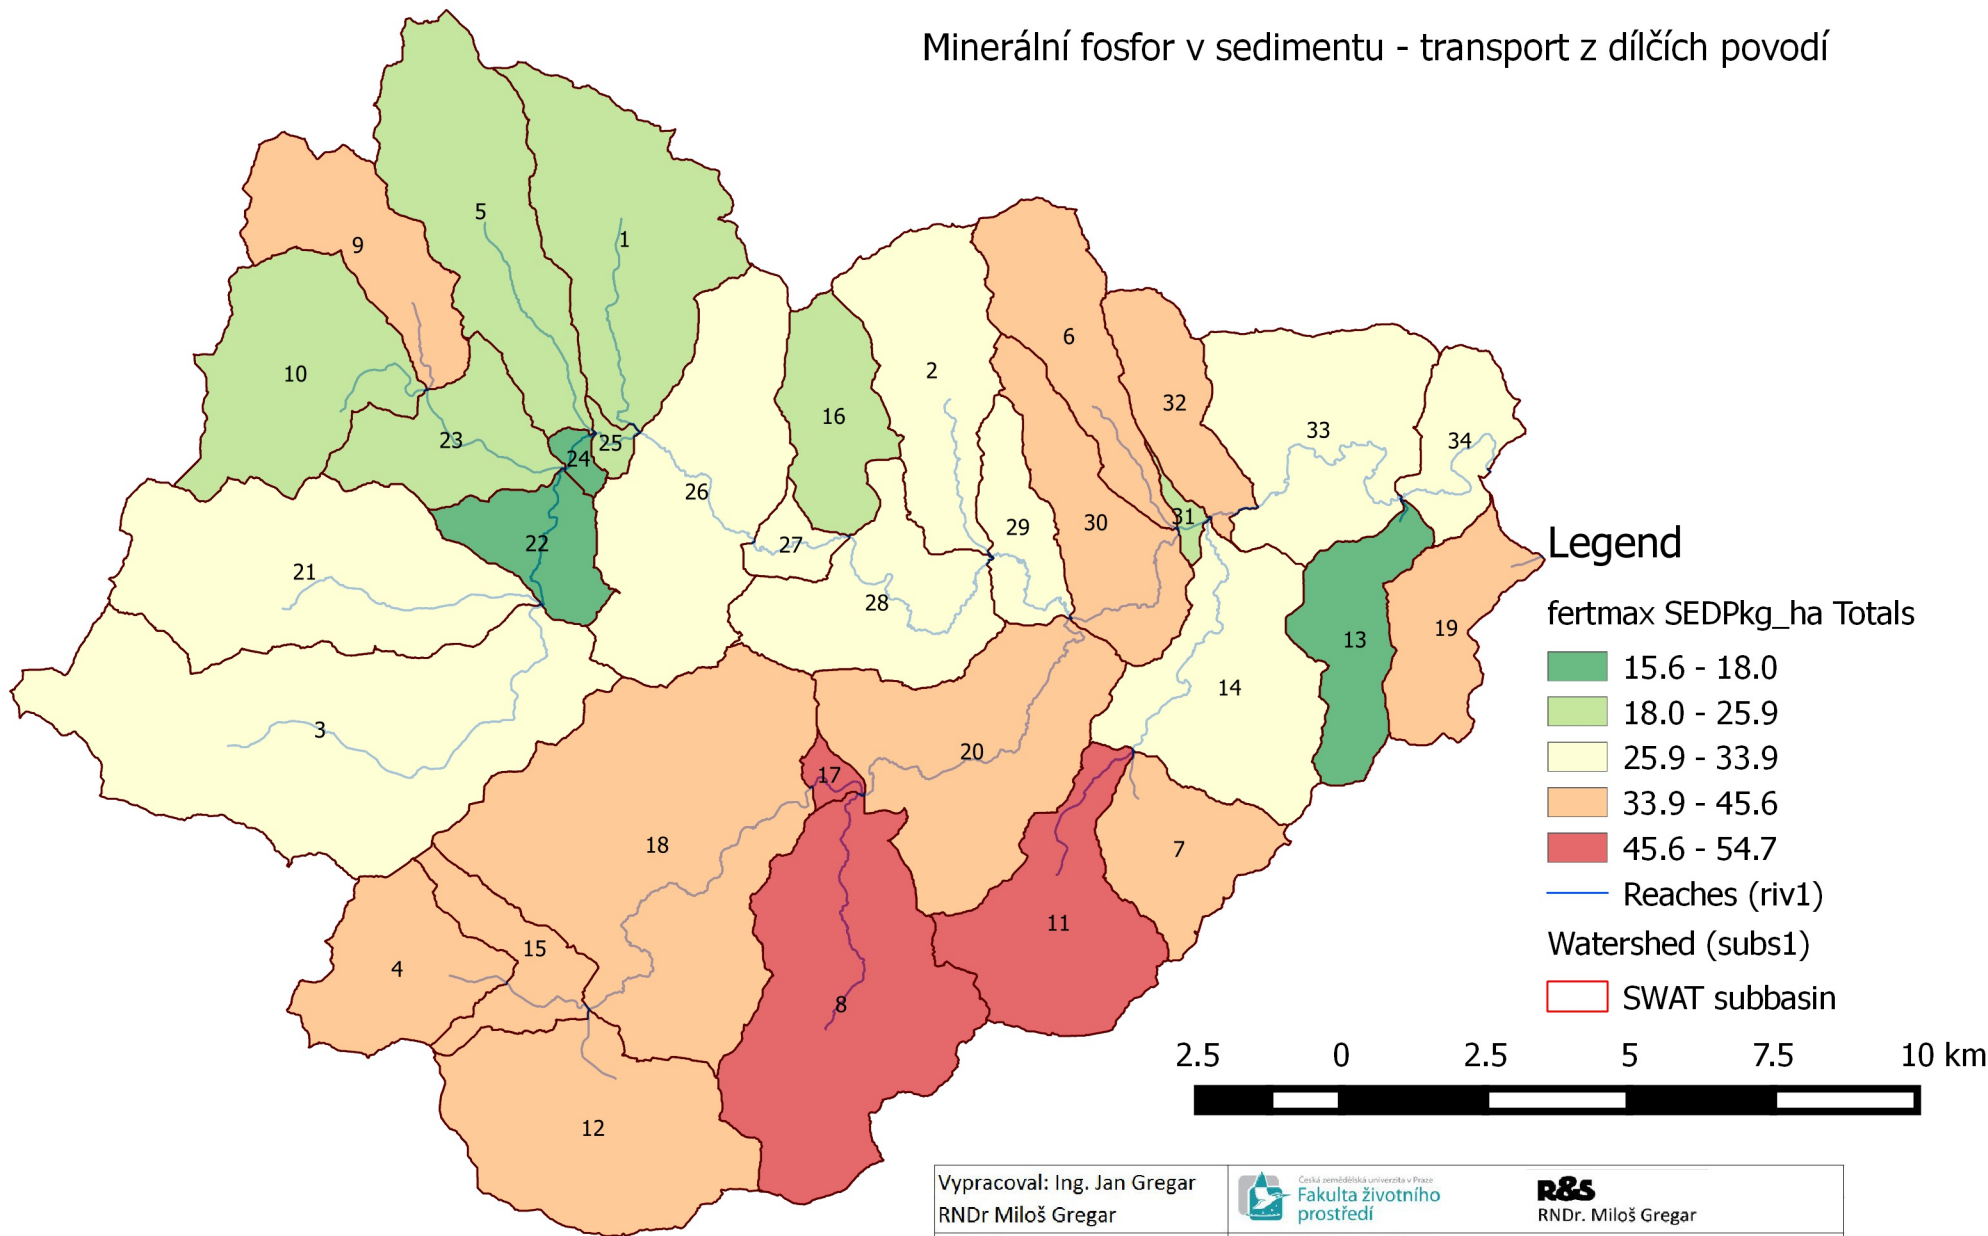 Minerální fosfor v sedimentu - transport z dílčích povodí
5
1
9
6
2
10
32
16
33
34
23
25
24
26
31
30
29
27
22
21
28
13
19
14
3
20
17
18
7
11
15
4
8
12
Legend
fertmax SEDPkg_ha Totals
15.6 - 18.0
18.0 - 25.9
25.9 - 33.9
33.9 - 45.6
45.6 - 54.7
Reaches (riv1)
Watershed (subs1)
SWAT subbasin
2.5 0 2.5 5 7.5 10 km
Vypracoval: Ing. Jan Gregar
RNDr Miloš Gregar
Česká zemědělská univerzita v Praze
Fakulta životního
prostředí
R&S
RNDr. Miloš Gregar